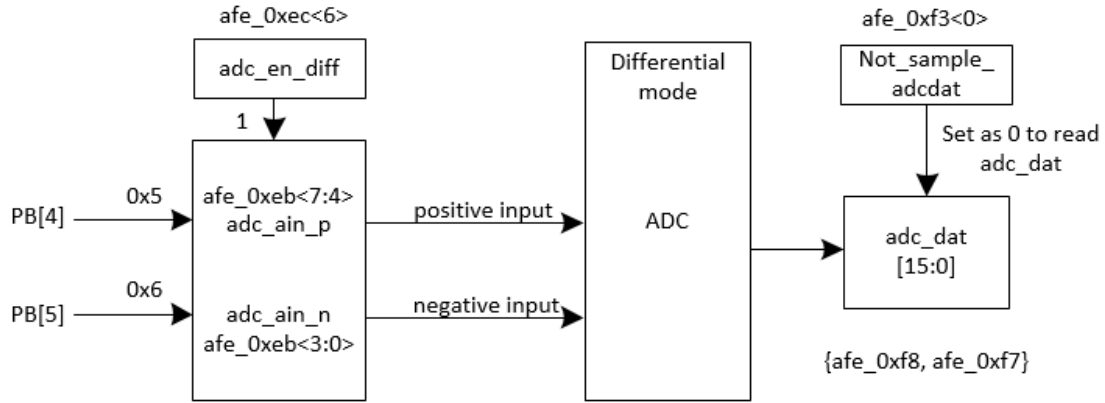 afe_0xec<6>
adc_en_diff
1
PB[4]
0x5
afe_0xeb<7:4>
adc_ain_p
PB[5]
0x6
adc_ain_n
afe_0xeb<3:0>
positive input
negative input
Differential
mode
ADC
afe_0xf3<0>
Not_sample_
adcdat
Set as 0 to read
adc_dat
adc_dat
[15:0]
{afe_0xf8, afe_0xf7}